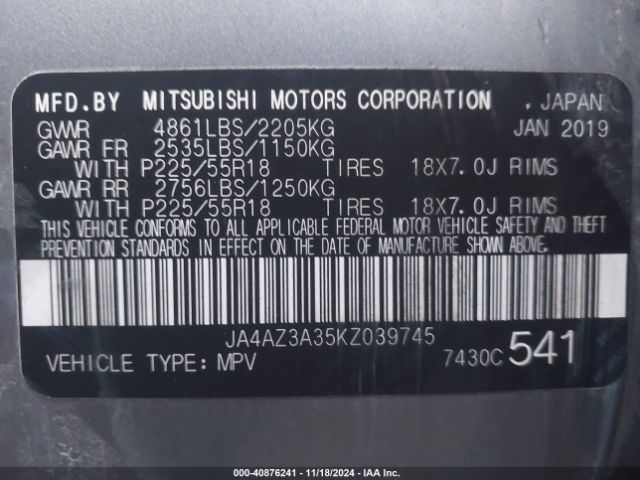 MFD.BY MITSUBISHI MOTORS CORPORATION , JAPAN
GVWR 4861LBS/2205KG JAN 2019
GAWR FR 2535LBS/1150KG
WITH P225/55R18 TIRES 18X7.0J RIMS
GAWR RR 2756LBS/1250KG
WITH P225/55R18 TIRES 18X7.0J RIMS
THIS VEHICLE CONFORMS TO ALL APPLICABLE FEDERAL MOTOR VEHICLE SAFETY AND THEFT
PREVENTION STANDARDS IN EFFECT ON THE DATE OF MANUFACTURE SHOWN ABOVE.
JA4AZ3A35KZ039745
VEHICLE TYPE: MPV 7430C 541
000-40876241 - 11/18/2024 - IAA Inc.